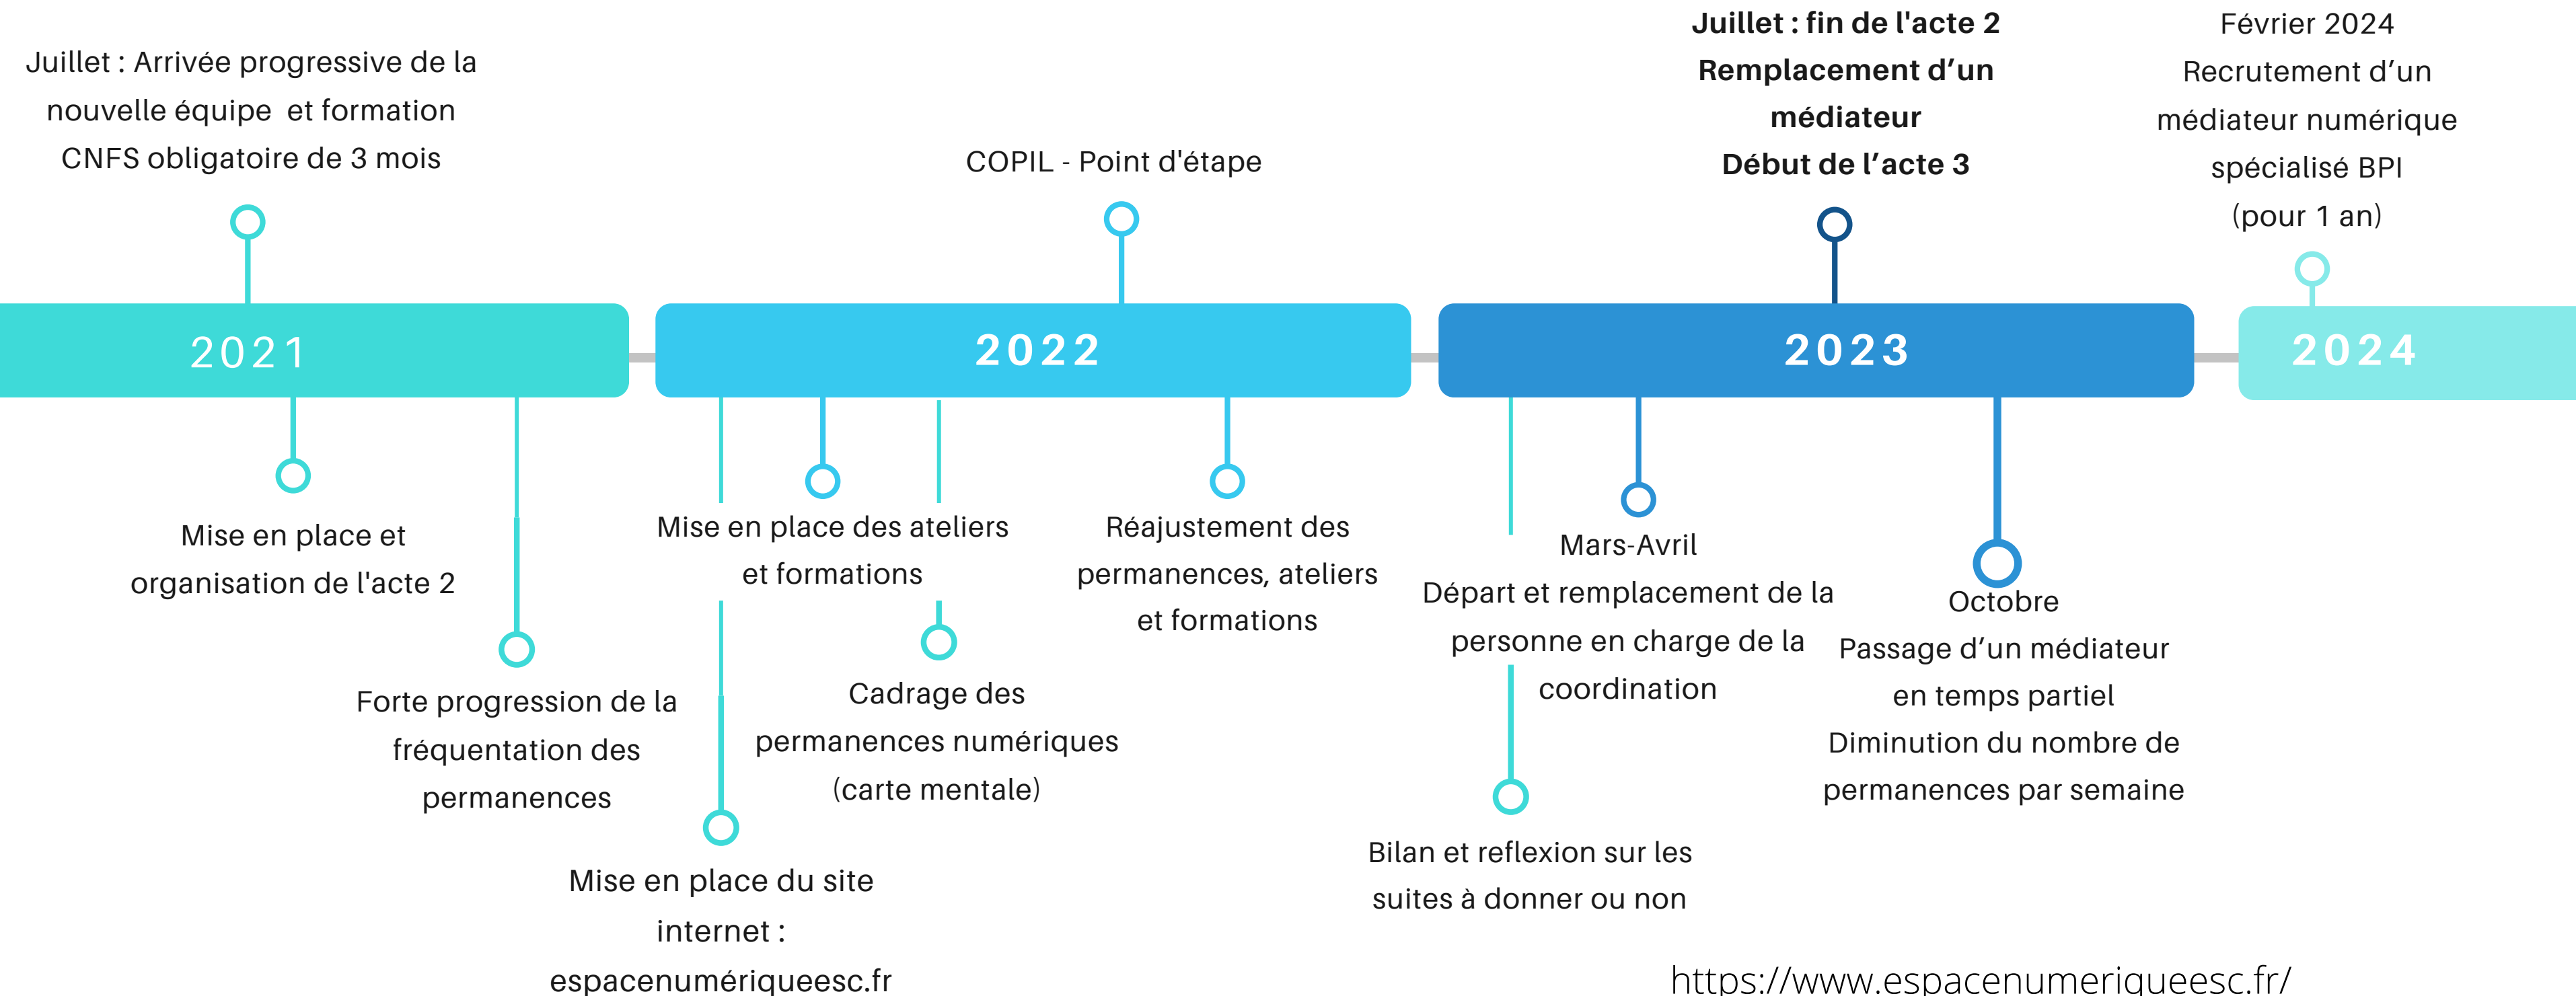 Juillet : Arrivée progressive de la
nouvelle équipe et formation
CNFS obligatoire de 3 mois
COPIL - Point d'étape
Juillet : fin de l'acte 2
Remplacement d’un
médiateur
Début de l’acte 3
Février 2024
Recrutement d’un
médiateur numérique
spécialisé BPI
(pour 1 an)
2021
2022
2023
2024
Mise en place et
organisation de l'acte 2
Forte progression de la
fréquentation des
permanences
Mise en place du site
internet :
espacenumériqueesc.fr
Mise en place des ateliers
et formations
Cadrage des
permanences numériques
(carte mentale)
Réajustement des
permanences, ateliers
et formations
Bilan et reflexion sur les
suites à donner ou non
Mars-Avril
Départ et remplacement de la
personne en charge de la
coordination
Octobre
Passage d’un médiateur
en temps partiel
Diminution du nombre de
permanences par semaine
https://www.espacenumeriqueesc.fr/